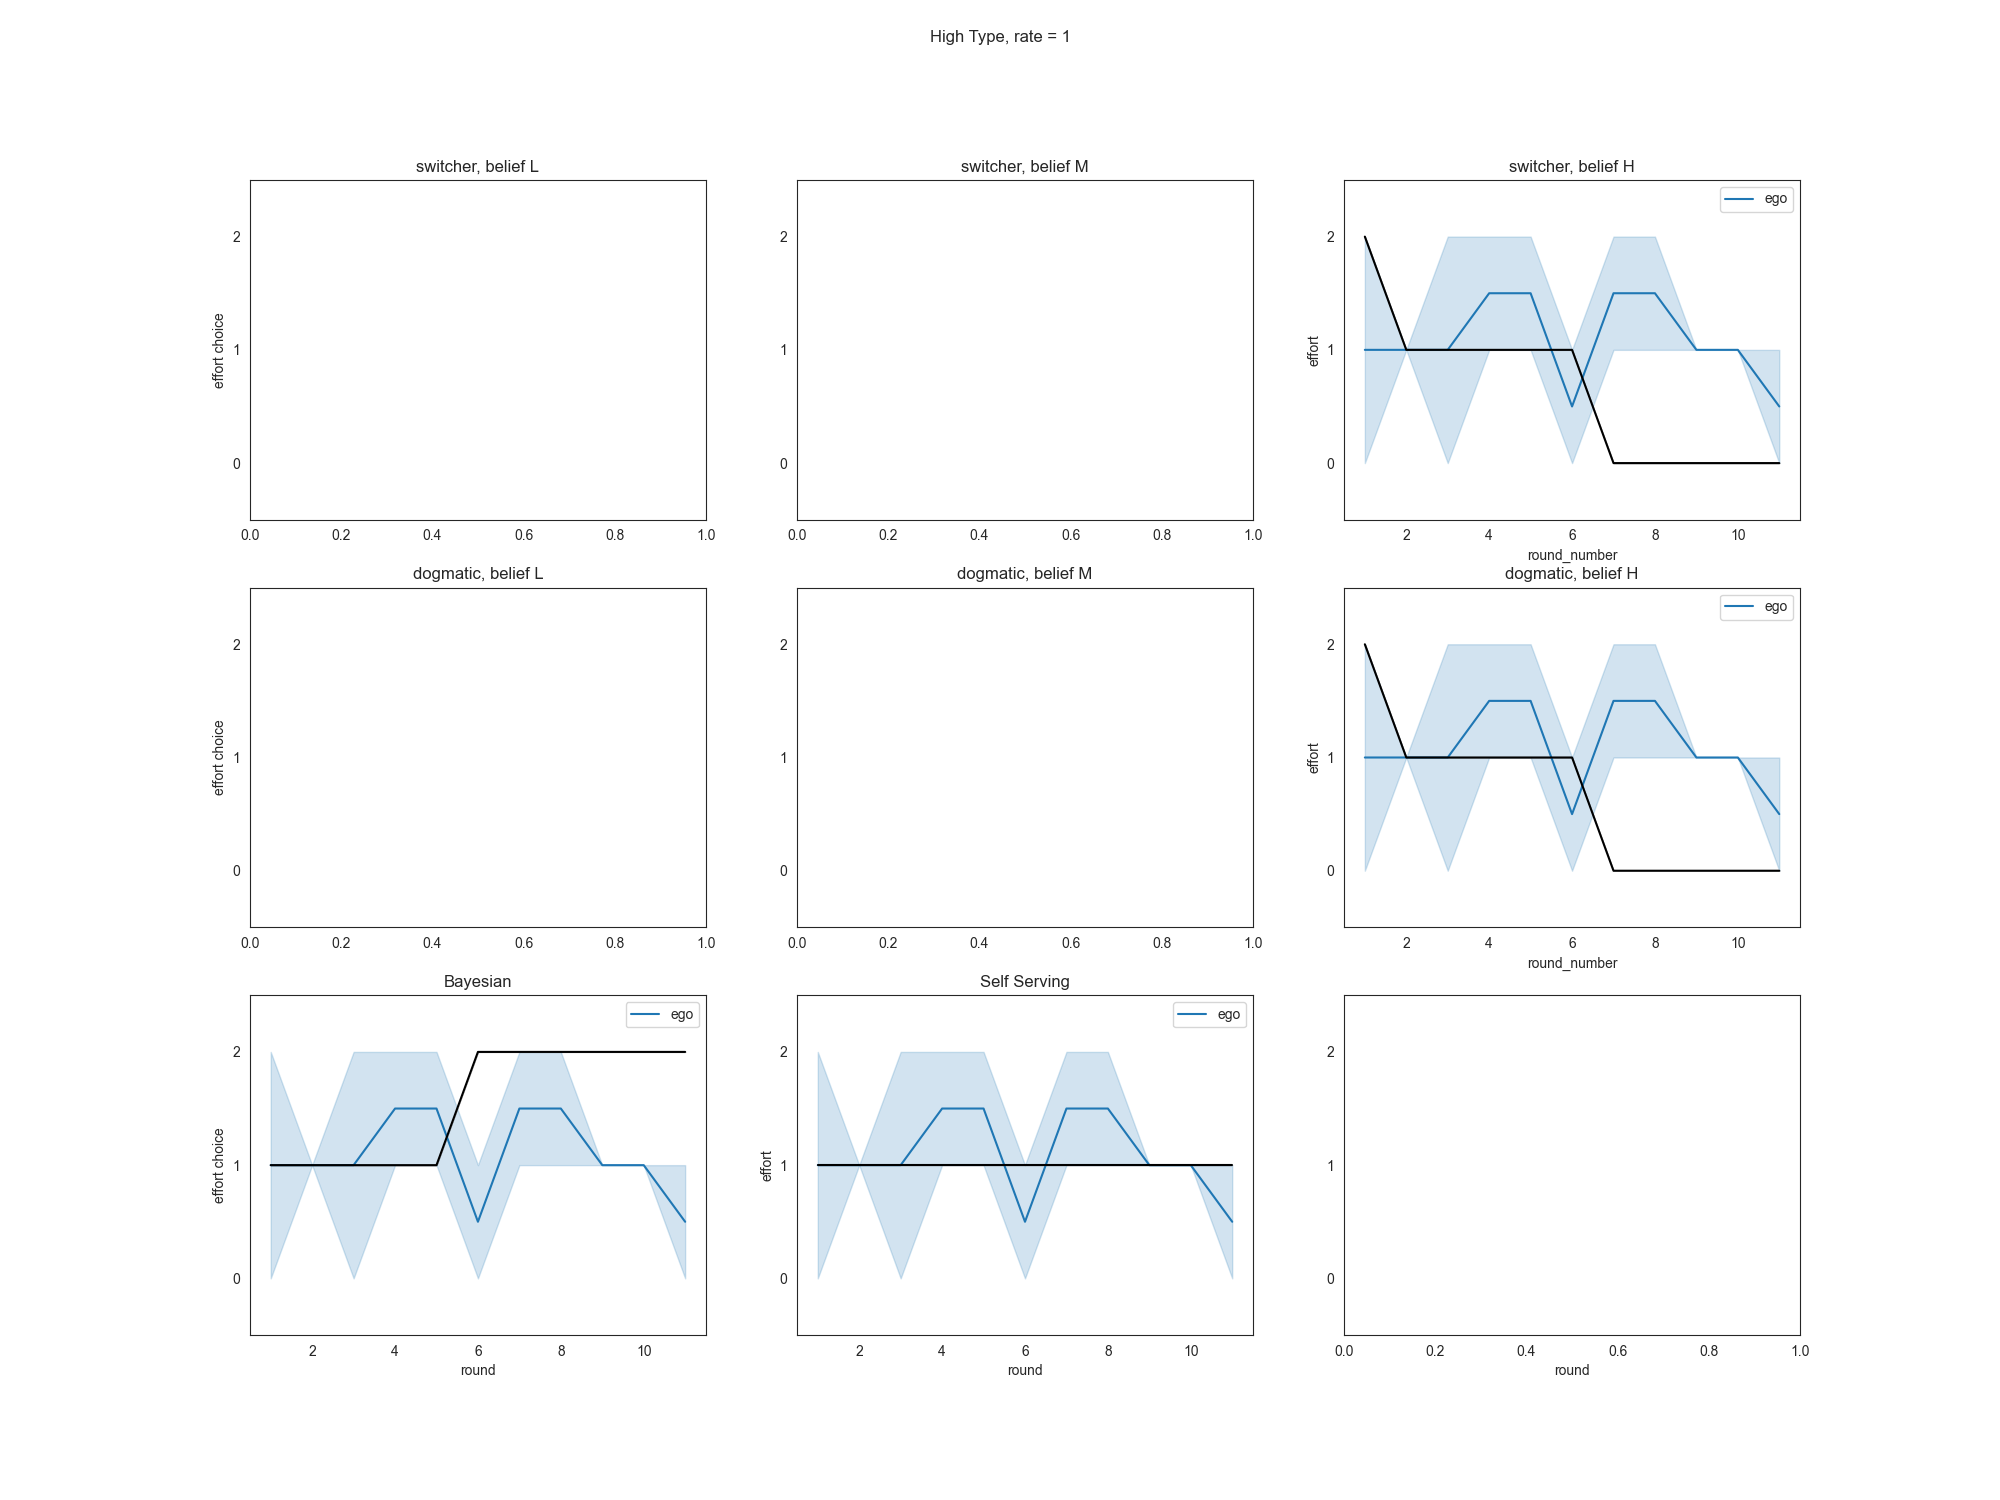 High Type, rate = 1
switcher, belief L
switcher, belief M
switcher, belief H
effort choice
2
1
0
0.0 0.2 0.4 0.6 0.8 1.0
2
1
0
0.0 0.2 0.4 0.6 0.8 1.0
effort
2
1
0
ego
2 4 6 8 10
round_number
dogmatic, belief L
dogmatic, belief M
dogmatic, belief H
effort choice
2
1
0
0.0 0.2 0.4 0.6 0.8 1.0
2
1
0
0.0 0.2 0.4 0.6 0.8 1.0
effort
2
1
0
ego
2 4 6 8 10
round_number
Bayesian
Self Serving
effort choice
2
1
0
ego
2 4 6 8 10
round
effort
2
1
0
ego
2 4 6 8 10
round
2
1
0
0.0 0.2 0.4 0.6 0.8 1.0
round